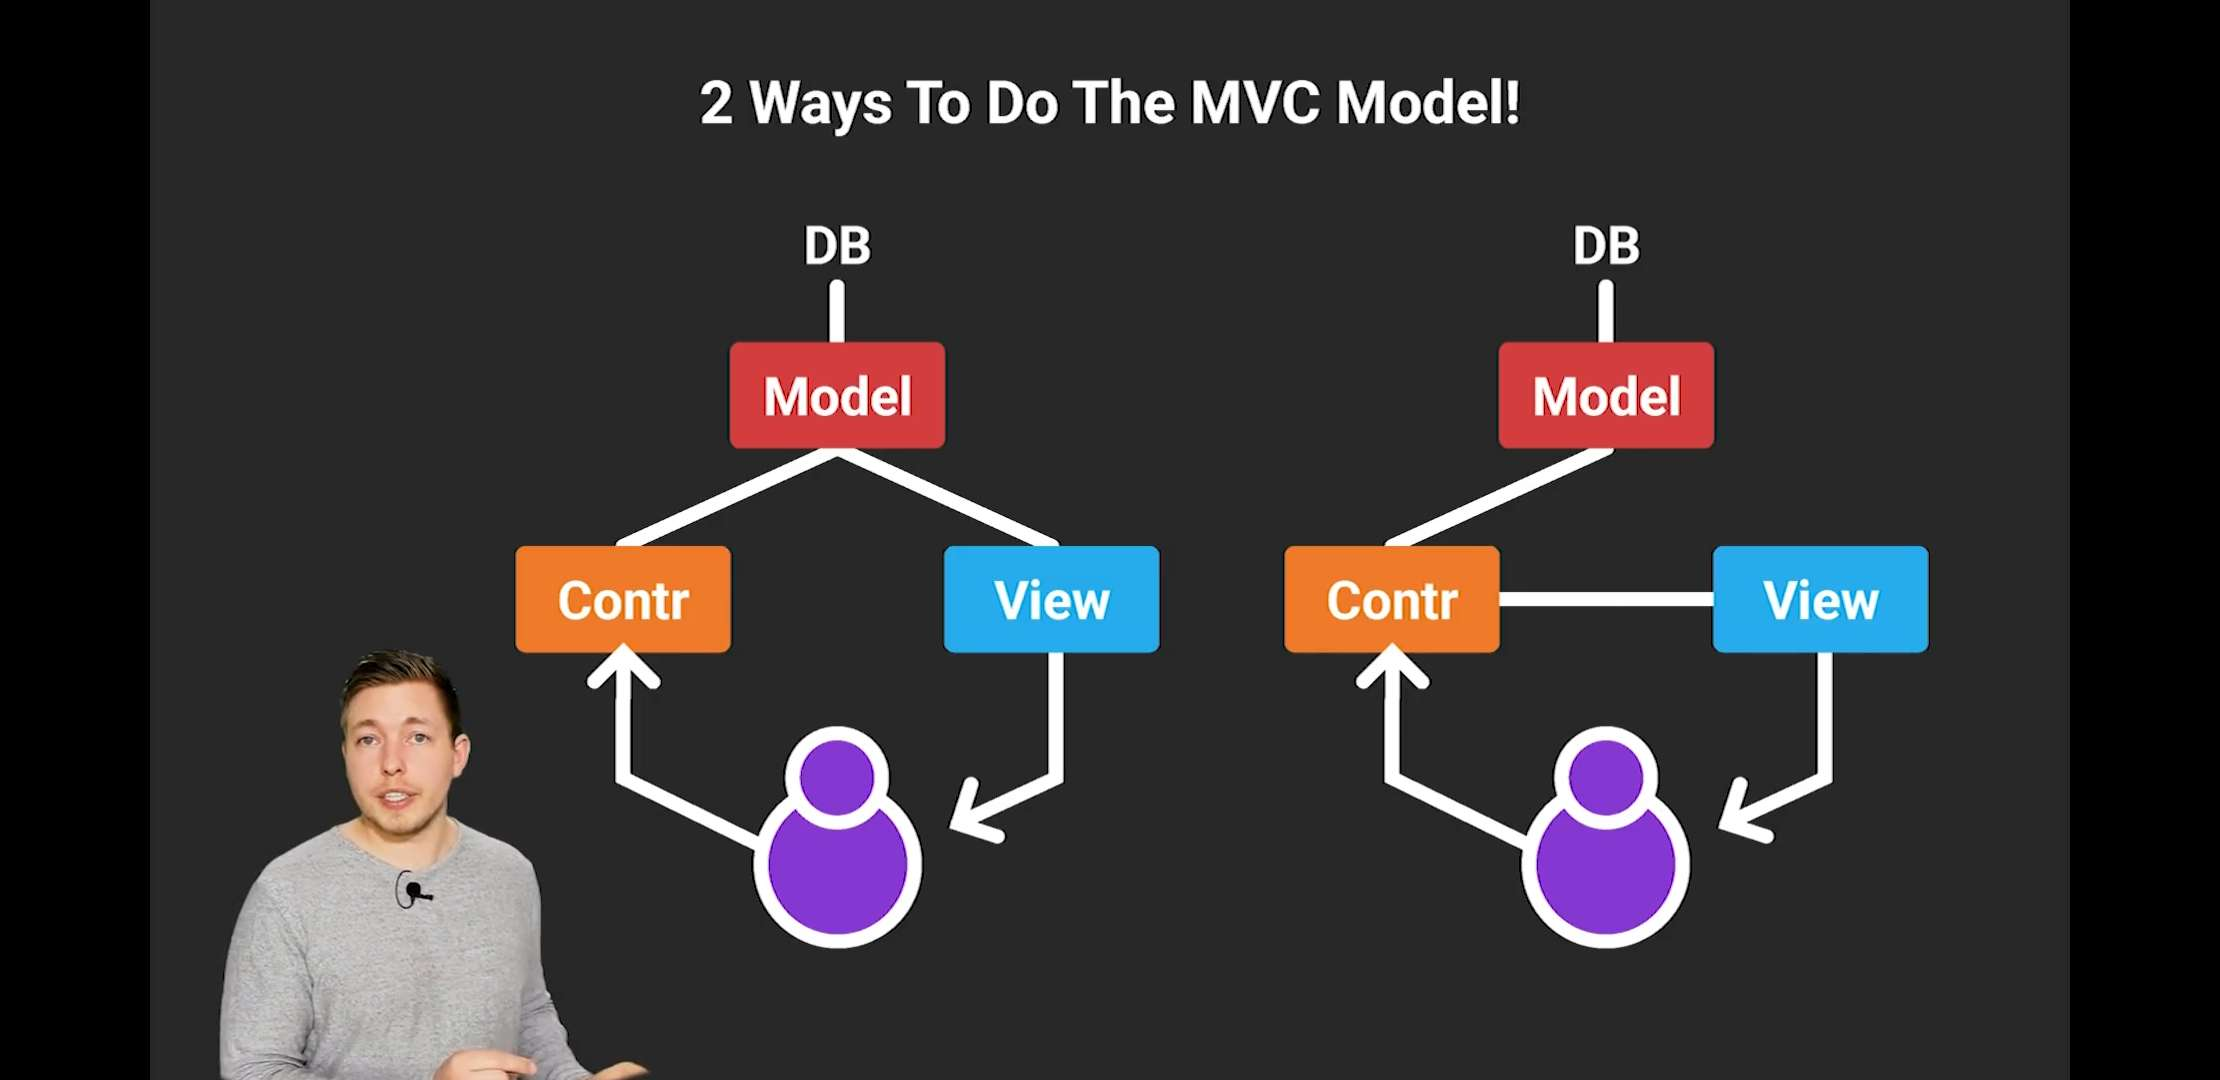 2 Ways To Do The MVC Model!
DB
Model
Contr
View
DB
Model
Contr
View